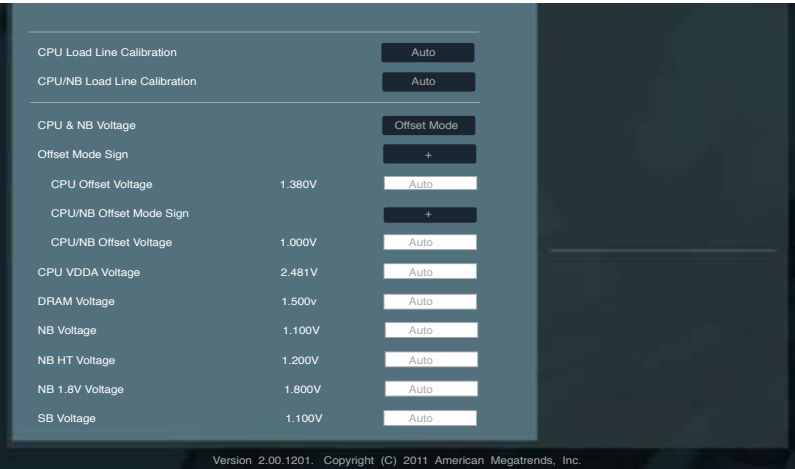 CPU Load Line Calibration Auto
CPU/NB Load Line Calibration Auto
CPU & NB Voltage Offset Mode
Offset Mode Sign +
CPU Offset Voltage 1.380V Auto
CPU/NB Offset Mode Sign +
CPU/NB Offset Voltage 1.000V Auto
CPU VDDA Voltage 2.481V Auto
DRAM Voltage 1.500v Auto
NB Voltage 1.100V Auto
NB HT Voltage 1.200V Auto
NB 1.8V Voltage 1.800V Auto
SB Voltage 1.100V Auto
Version 2.00.1201. Copyright (C) 2011 American Megatrends, Inc.